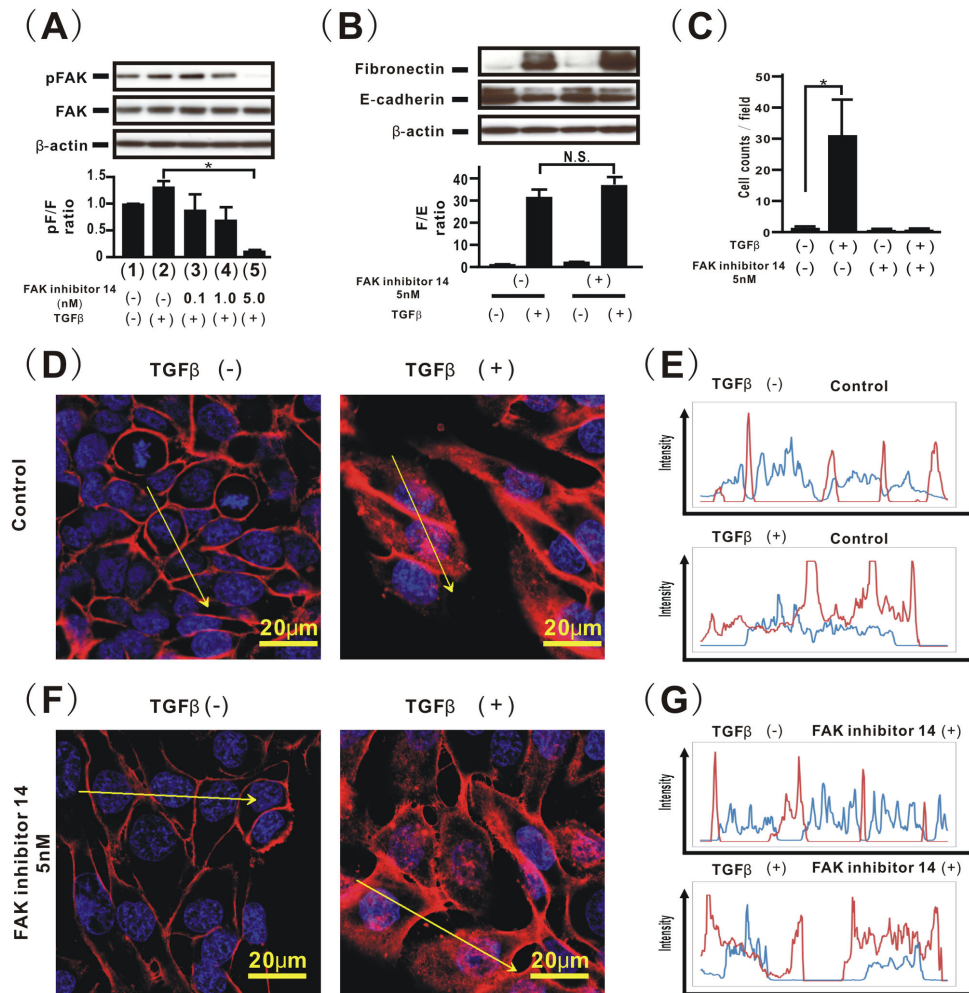 (A)
pFAK
FAK
β-actin
pF/F
ratio
1.5
1.0
0.5
0
(1) (2) (3) (4) (5)
FAK inhibitor 14
(nM)
(-) (-) 0.1 1.0 5.0
TGFβ (-) (+) (+) (+) (+)
(B)
Fibronectin
E-cadherin
β-actin
N.S.
*
F/E
ratio
40
30
20
10
0
FAK inhibitor 14
5nM
(-) (+)
TGFβ (-) (+) (-) (+)
(C)
*
Cell counts / field
50
40
30
20
10
0
TGFβ (-) (+) (-) (+)
FAK inhibitor 14
5nM
(-) (-) (+) (+)
(D)
TGFβ (-) TGFβ (+)
Control
20μm 20μm
(E)
TGFβ (-) Control
Intensity
TGFβ (+) Control
Intensity
(F)
TGFβ (-) TGFβ (+)
FAK inhibitor 14
5nM
20μm 20μm
(G)
TGFβ (-) FAK inhibitor 14 (+)
Intensity
TGFβ (+) FAK inhibitor 14 (+)
Intensity